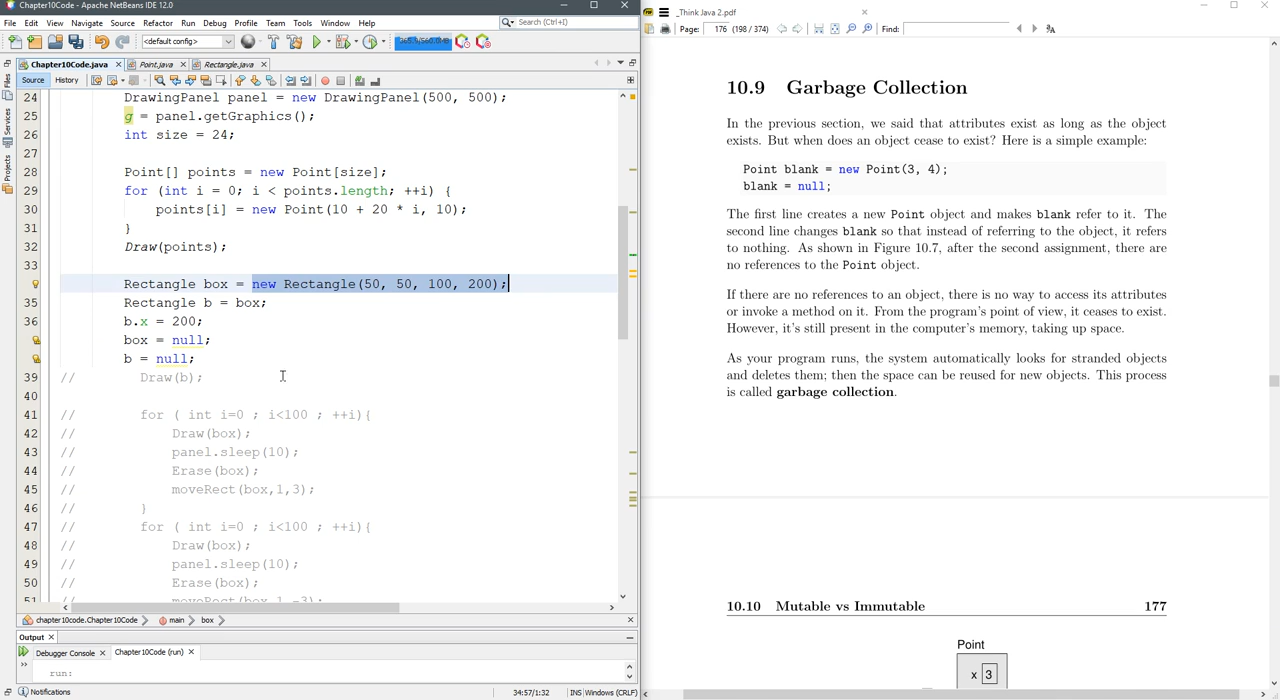 Chapter10Code - Apache NetBeans IDE 12.0
File Edit View Navigate Source Refactor Run Debug Profile Team Tools Window Help
Search (Ctrl+I)
<default config>
Chapter10Code.java Point.java Rectangle.java
Source History
Files
Services
Projects
24 DrawingPanel panel = new DrawingPanel(500, 500);
25 g = panel.getGraphics();
26 int size = 24;
27
28 Point[] points = new Point[size];
29 for (int i = 0; i < points.length; ++i) {
30 points[i] = new Point(10 + 20 * i, 10);
31 }
32 Draw(points);
33
Rectangle box = new Rectangle(50, 50, 100, 200);
35 Rectangle b = box;
36 b.x = 200;
box = null;
b = null;
39 // Draw(b);
40
41 // for ( int i=0 ; i<100 ; ++i){
42 // Draw(box);
43 // panel.sleep(10);
44 // Erase(box);
45 // moveRect(box,1,3);
46 // }
47 // for ( int i=0 ; i<100 ; ++i){
48 // Draw(box);
49 // panel.sleep(10);
50 // Erase(box);
51 // moveRect(box,1,-3);
chapter10code.Chapter10Code main box
Output
Debugger Console Chapter10Code (run)
run:
Notifications
34:57/1:32 INS Windows (CRLF)
_Think Java 2.pdf
Page: 176 (198 / 374) Find:
10.9 Garbage Collection
In the previous section, we said that attributes exist as long as the object
exists. But when does an object cease to exist? Here is a simple example:
Point blank = new Point(3, 4);
blank = null;
The first line creates a new Point object and makes blank refer to it. The
second line changes blank so that instead of referring to the object, it refers
to nothing. As shown in Figure 10.7, after the second assignment, there are
no references to the Point object.
If there are no references to an object, there is no way to access its attributes
or invoke a method on it. From the program's point of view, it ceases to exist.
However, it's still present in the computer's memory, taking up space.
As your program runs, the system automatically looks for stranded objects
and deletes them; then the space can be reused for new objects. This process
is called garbage collection.
10.10 Mutable vs Immutable 177
Point
x 3